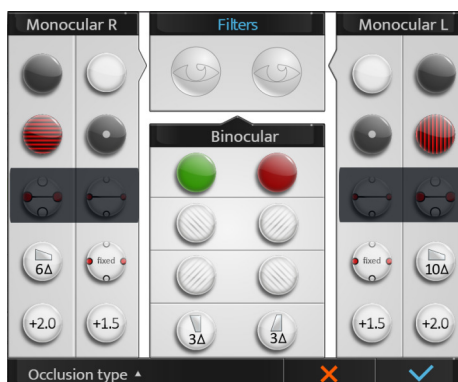 Monocular R
Filters
Monocular L
Binocular
6Δ
fixed
fixed
10Δ
+2.0
+1.5
3Δ
3Δ
+1.5
+2.0
Occlusion type